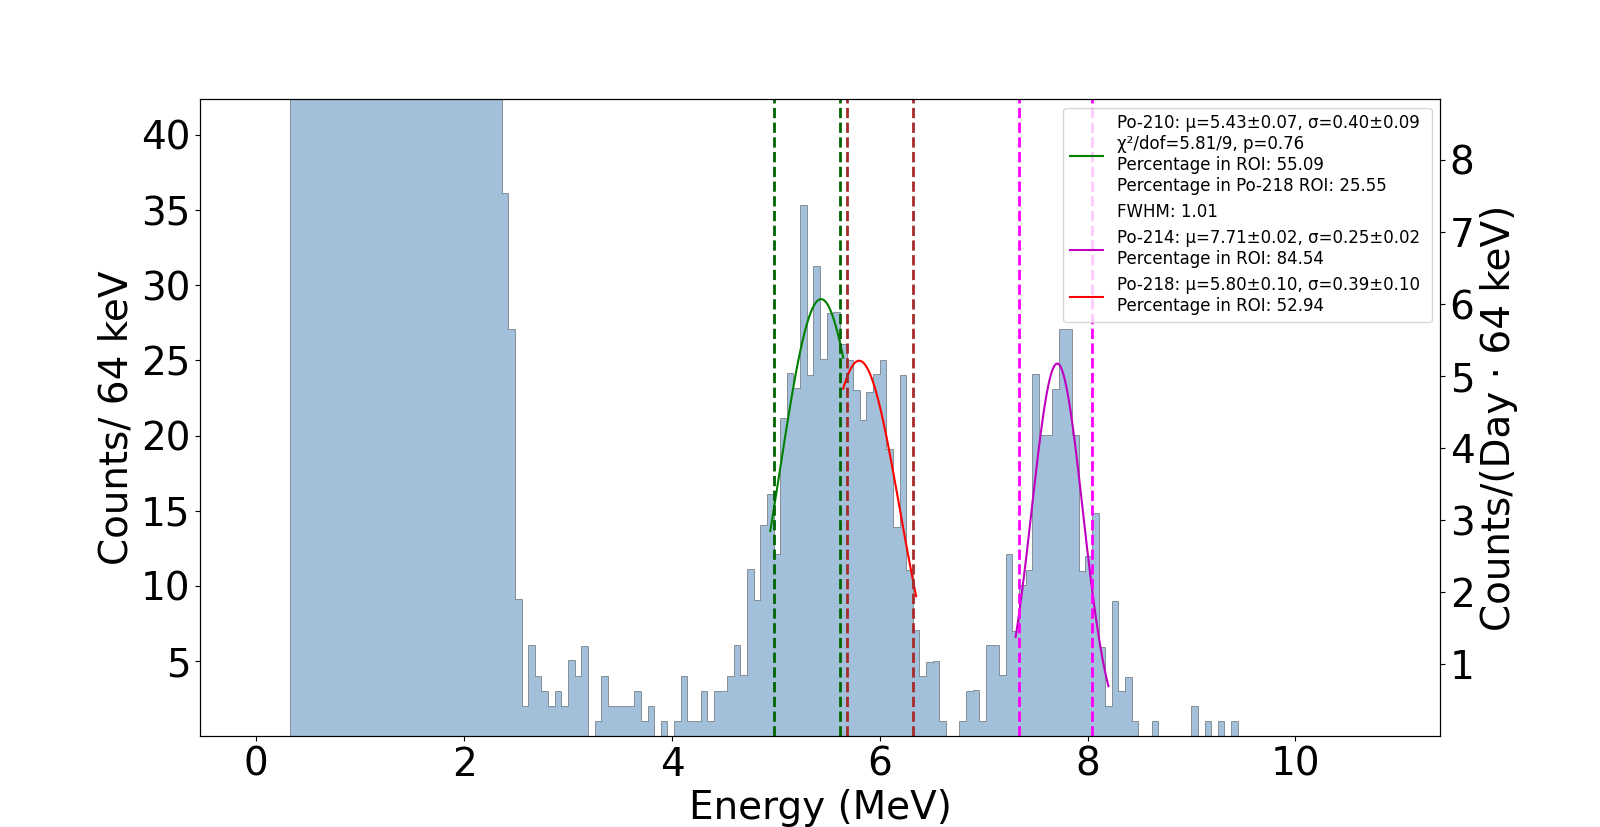 Po-210: μ=5.43±0.07, σ=0.40±0.09
χ²/dof=5.81/9, p=0.76
Percentage in ROI: 55.09
Percentage in Po-218 ROI: 25.55
FWHM: 1.01
Po-214: μ=7.71±0.02, σ=0.25±0.02
Percentage in ROI: 84.54
Po-218: μ=5.80±0.10, σ=0.39±0.10
Percentage in ROI: 52.94
Counts/ 64 keV
40
35
30
25
20
15
10
5
8
7
6
5
4
3
2
1
Counts/(Day · 64 keV)
0 2 4 6 8 10
Energy (MeV)